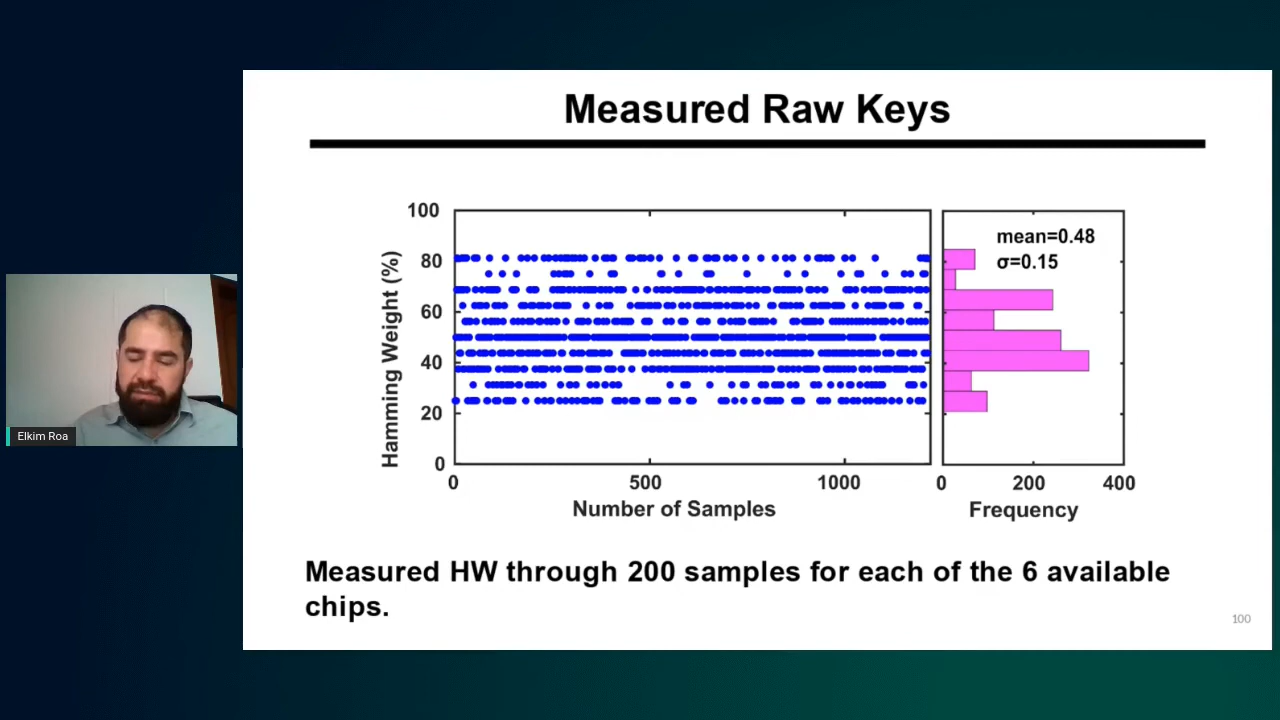 Measured Raw Keys
100
80
60
40
20
0
Hamming Weight (%)
0 500 1000
Number of Samples
mean=0.48
σ=0.15
0 200 400
Frequency
Measured HW through 200 samples for each of the 6 available
chips.
100
Elkim Roa